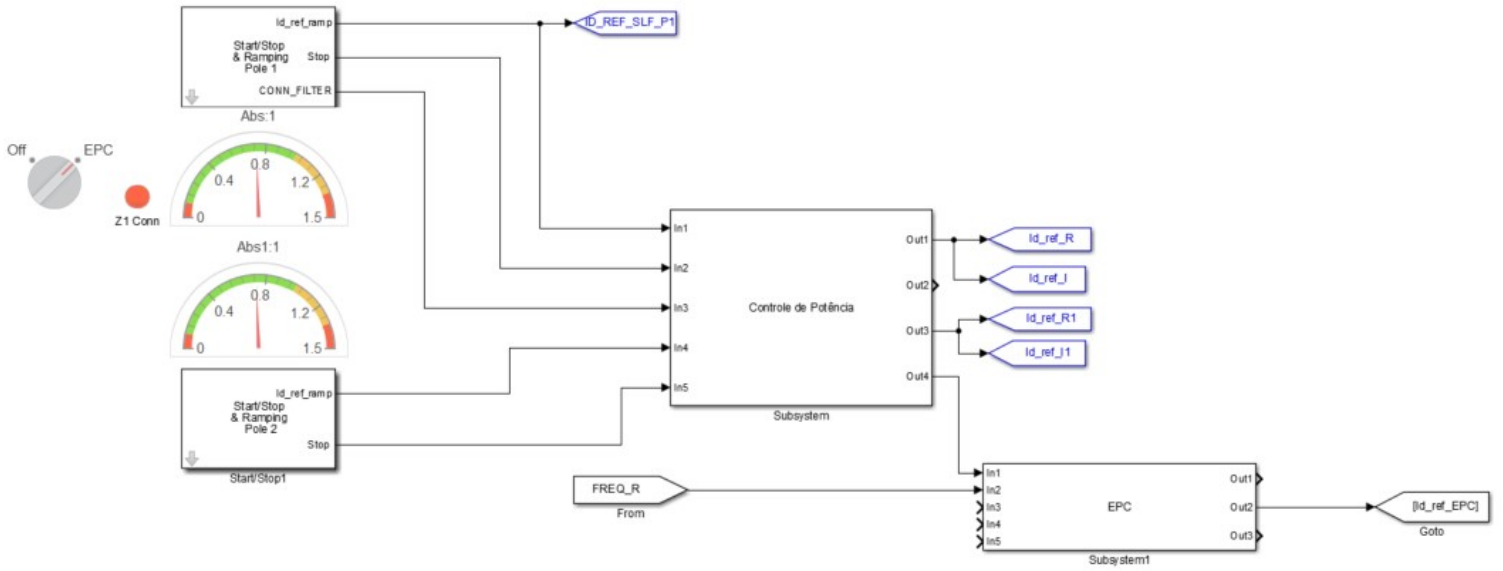 Id_ref_ramp
Start/Stop
& Ramping
Pole 1
Stop
CONN_FILTER
ID_REF_SLF_P1
Abs:1
Off
EPC
0
0.4
0.8
1.2
1.5
Z1 Conn
Abs1:1
0
0.4
0.8
1.2
1.5
Id_ref_ramp
Start/Stop
& Ramping
Pole 2
Stop
Start/Stop1
In1
In2
In3
In4
In5
Controle de Potência
Out1
Out2
Out3
Out4
Subsystem
Id_ref_R
Id_ref_I
Id_ref_R1
Id_ref_I1
FREQ_R
From
In1
In2
In3
In4
In5
EPC
Out1
Out2
Out3
Subsystem1
[Id_ref_EPC]
Goto